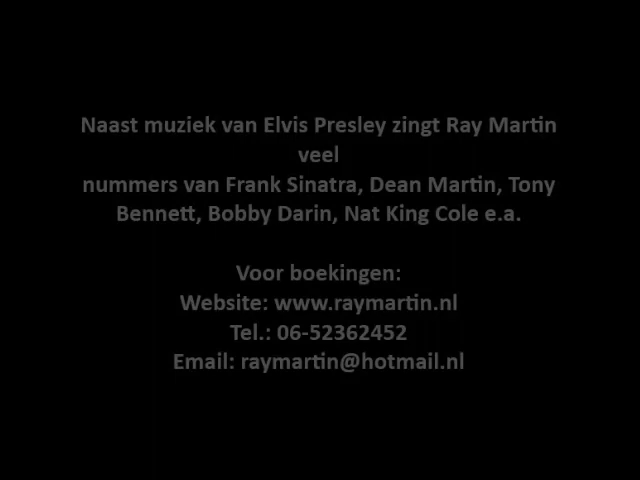 Naast muziek van Elvis Presley zingt Ray Martin
veel
nummers van Frank Sinatra, Dean Martin, Tony
Bennett, Bobby Darin, Nat King Cole e.a.
Voor boekingen:
Website: www.raymartin.nl
Tel.: 06-52362452
Email: raymartin@hotmail.nl